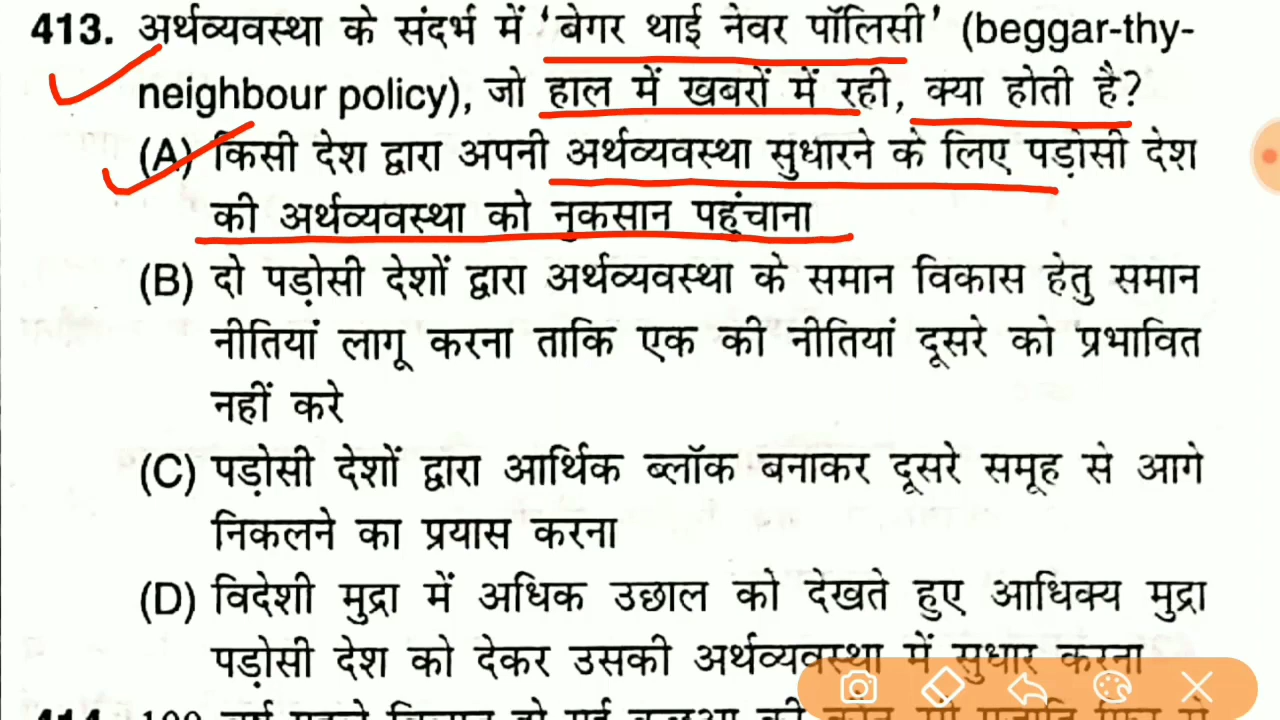 413. अर्थव्यवस्था के संदर्भ में ‘बेगर थाई नेवर पॉलिसी’ (beggar-thy-
neighbour policy), जो हाल में खबरों में रही, क्या होती है?
(A) किसी देश द्वारा अपनी अर्थव्यवस्था सुधारने के लिए पड़ोसी देश
की अर्थव्यवस्था को नुकसान पहुंचाना
(B) दो पड़ोसी देशों द्वारा अर्थव्यवस्था के समान विकास हेतु समान
नीतियां लागू करना ताकि एक की नीतियां दूसरे को प्रभावित
नहीं करे
(C) पड़ोसी देशों द्वारा आर्थिक ब्लॉक बनाकर दूसरे समूह से आगे
निकलने का प्रयास करना
(D) विदेशी मुद्रा में अधिक उछाल को देखते हुए आधिक्य मुद्रा
पड़ोसी देश को देकर उसकी अर्थव्यवस्था में सुधार करना